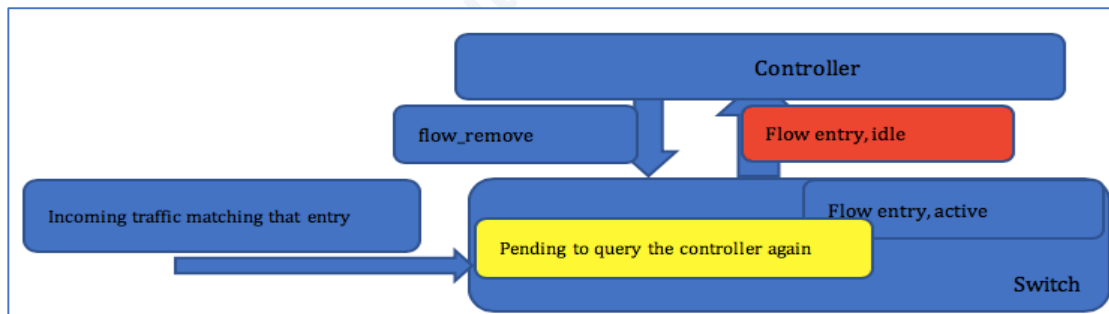 Controller
flow_remove
Flow entry, idle
Incoming traffic matching that entry
Flow entry, active
Pending to query the controller again
Switch